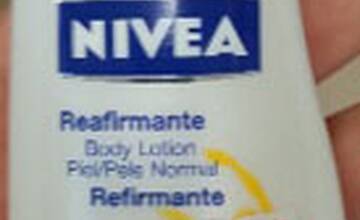 NIVEA
Reafirmante
Body Lotion
Piel/Pele Normal
Refirmante